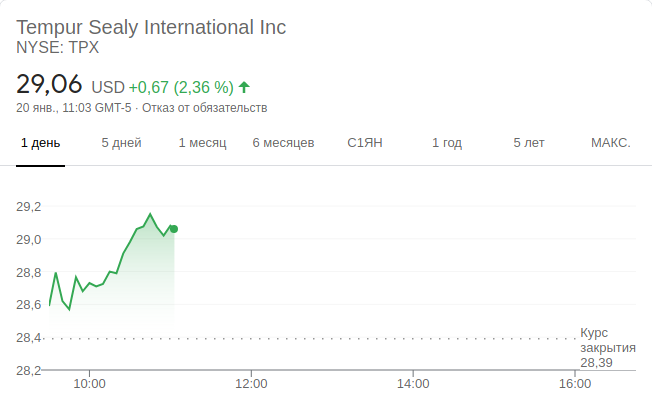 Tempur Sealy International Inc
NYSE: TPX
29,06 USD +0,67 (2,36 %)
20 янв., 11:03 GMT-5 · Отказ от обязательств
1 день 5 дней 1 месяц 6 месяцев С1ЯН 1 год 5 лет МАКС.
29,2
29,0
28,8
28,6
28,4
28,2
Курс
закрытия
28,39
10:00 12:00 14:00 16:00